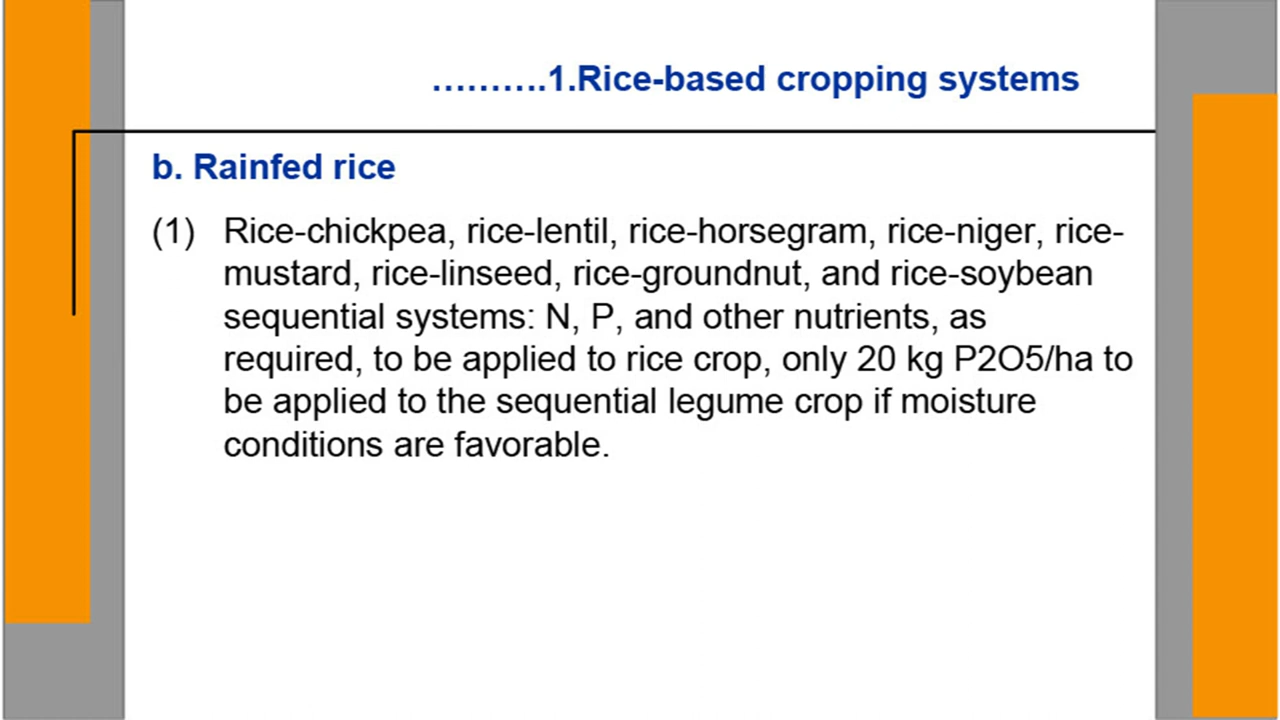 ..........1.Rice-based cropping systems
b. Rainfed rice
(1) Rice-chickpea, rice-lentil, rice-horsegram, rice-niger, rice-
mustard, rice-linseed, rice-groundnut, and rice-soybean
sequential systems: N, P, and other nutrients, as
required, to be applied to rice crop, only 20 kg P2O5/ha to
be applied to the sequential legume crop if moisture
conditions are favorable.